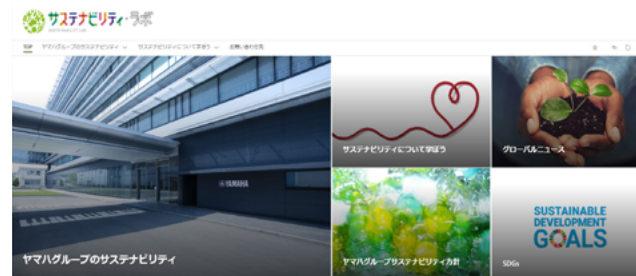 サステナビリティ・ラボ
SUSTAINABILITY LAB
TOP ヤマハグループのサステナビリティ サステナビリティについて学ぼう お問い合わせ先
YAMAHA
ヤマハグループのサステナビリティ
サステナビリティについて学ぼう
グローバルニュース
ヤマハグループサステナビリティ方針
SUSTAINABLE
DEVELOPMENT
GOALS
SDGs